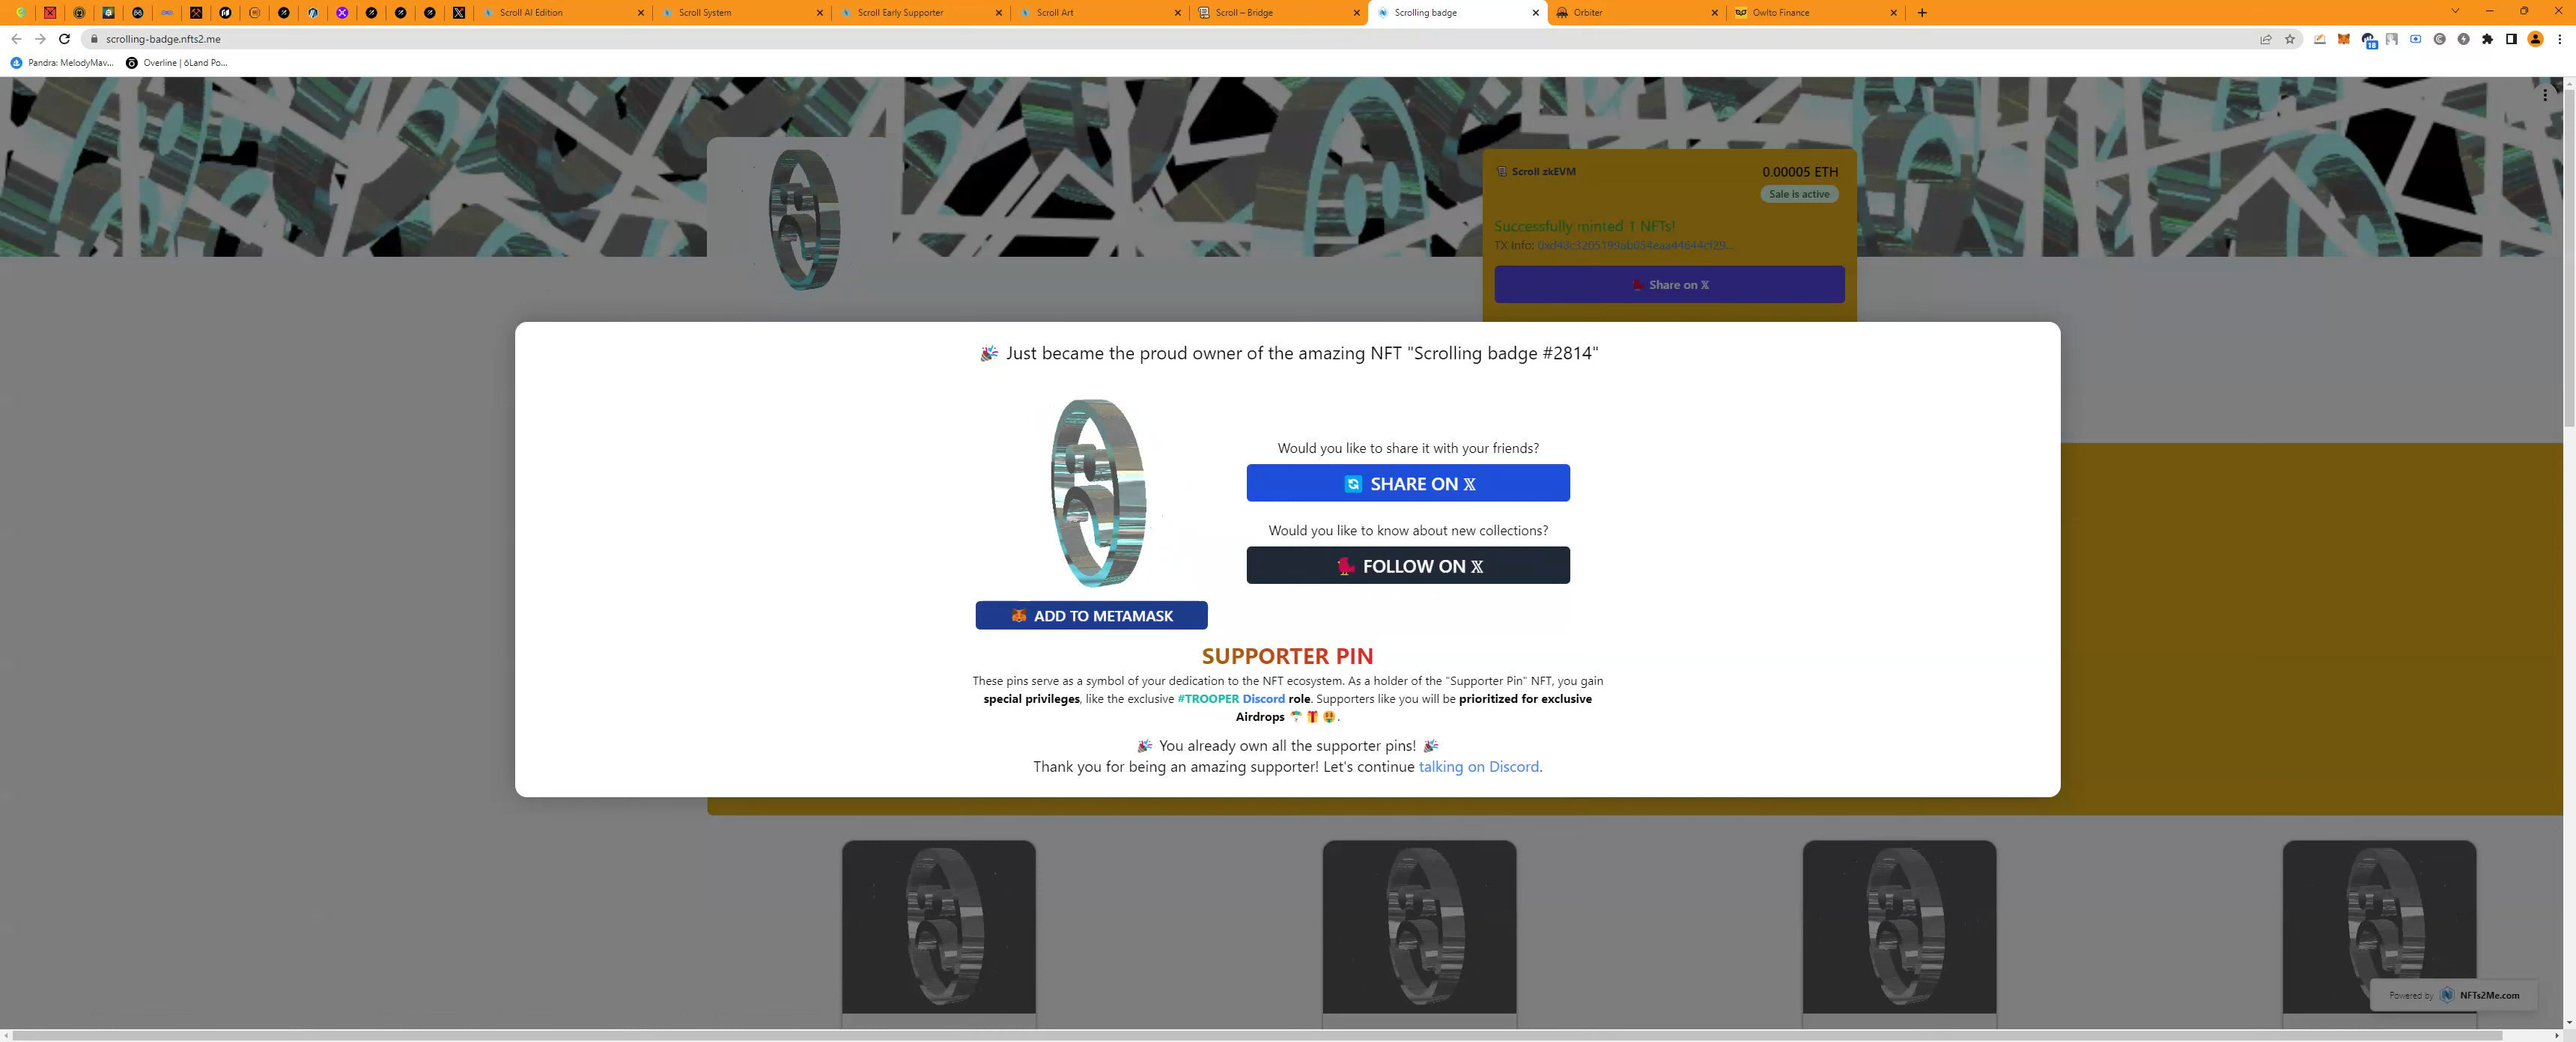 Scroll AI Edition
Scroll System
Scroll Early Supporter
Scroll Art
Scroll – Bridge
Scrolling badge
Orbiter
Owlto Finance
scrolling-badge.nfts2.me
18
Pandra: MelodyMav...
Overline | 6Land Po...
Scroll zkEVM
0.00005 ETH
Sale is active
Successfully minted 1 NFTs!
TX Info:
Share on 𝕏
🎉 Just became the proud owner of the amazing NFT "Scrolling badge #2814"
Would you like to share it with your friends?
🔄 SHARE ON 𝕏
Would you like to know about new collections?
FOLLOW ON 𝕏
ADD TO METAMASK
SUPPORTER PIN
These pins serve as a symbol of your dedication to the NFT ecosystem. As a holder of the "Supporter Pin" NFT, you gain
special privileges, like the exclusive #TROOPER Discord role. Supporters like you will be prioritized for exclusive
Airdrops 🪂 🎁 🤑.
🎉 You already own all the supporter pins! 🎉
Thank you for being an amazing supporter! Let's continue talking on Discord.
Powered by NFTs2Me.com